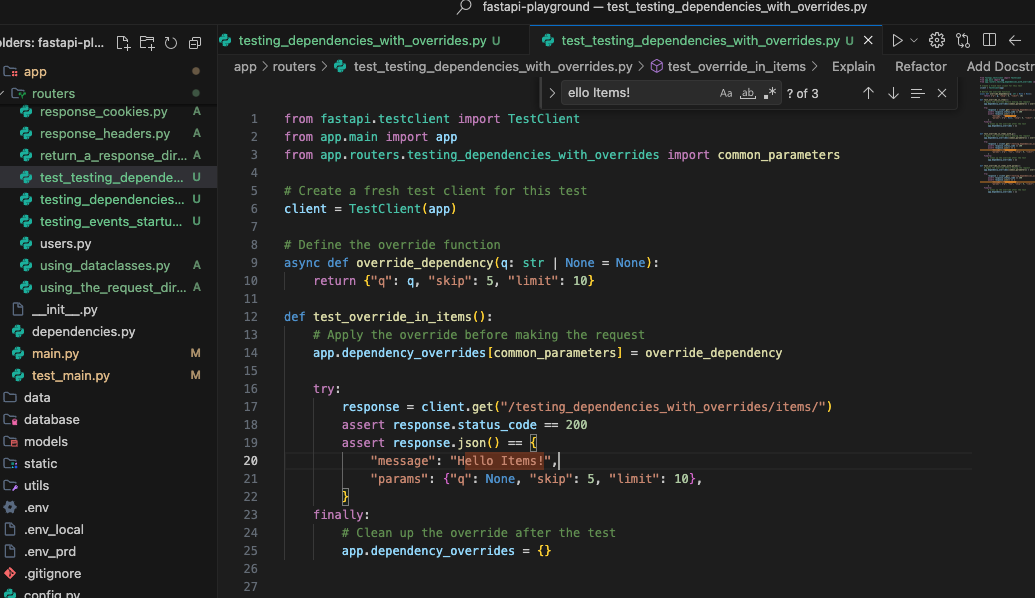 fastapi-playground — test_testing_dependencies_with_overrides.py
olders: fastapi-pl...
testing_dependencies_with_overrides.py U
test_testing_dependencies_with_overrides.py U
app > routers > test_testing_dependencies_with_overrides.py > test_override_in_items > Explain Refactor Add Docstr
ello Items! Aa ab .* ? of 3
app
routers
response_cookies.py A
response_headers.py A
return_a_response_dir... A
test_testing_depende... U
testing_dependencies... U
testing_events_startu... U
users.py
using_dataclasses.py A
using_the_request_dir... A
__init__.py
dependencies.py
main.py M
test_main.py M
data
database
models
static
utils
.env
.env_local
.env_prd
.gitignore
config.py
1 from fastapi.testclient import TestClient
2 from app.main import app
3 from app.routers.testing_dependencies_with_overrides import common_parameters
4
5 # Create a fresh test client for this test
6 client = TestClient(app)
7
8 # Define the override function
9 async def override_dependency(q: str | None = None):
10     return {"q": q, "skip": 5, "limit": 10}
11
12 def test_override_in_items():
13     # Apply the override before making the request
14     app.dependency_overrides[common_parameters] = override_dependency
15
16     try:
17         response = client.get("/testing_dependencies_with_overrides/items/")
18         assert response.status_code == 200
19         assert response.json() == {
20             "message": "Hello Items!",
21             "params": {"q": None, "skip": 5, "limit": 10},
22         }
23     finally:
24         # Clean up the override after the test
25         app.dependency_overrides = {}
26
27